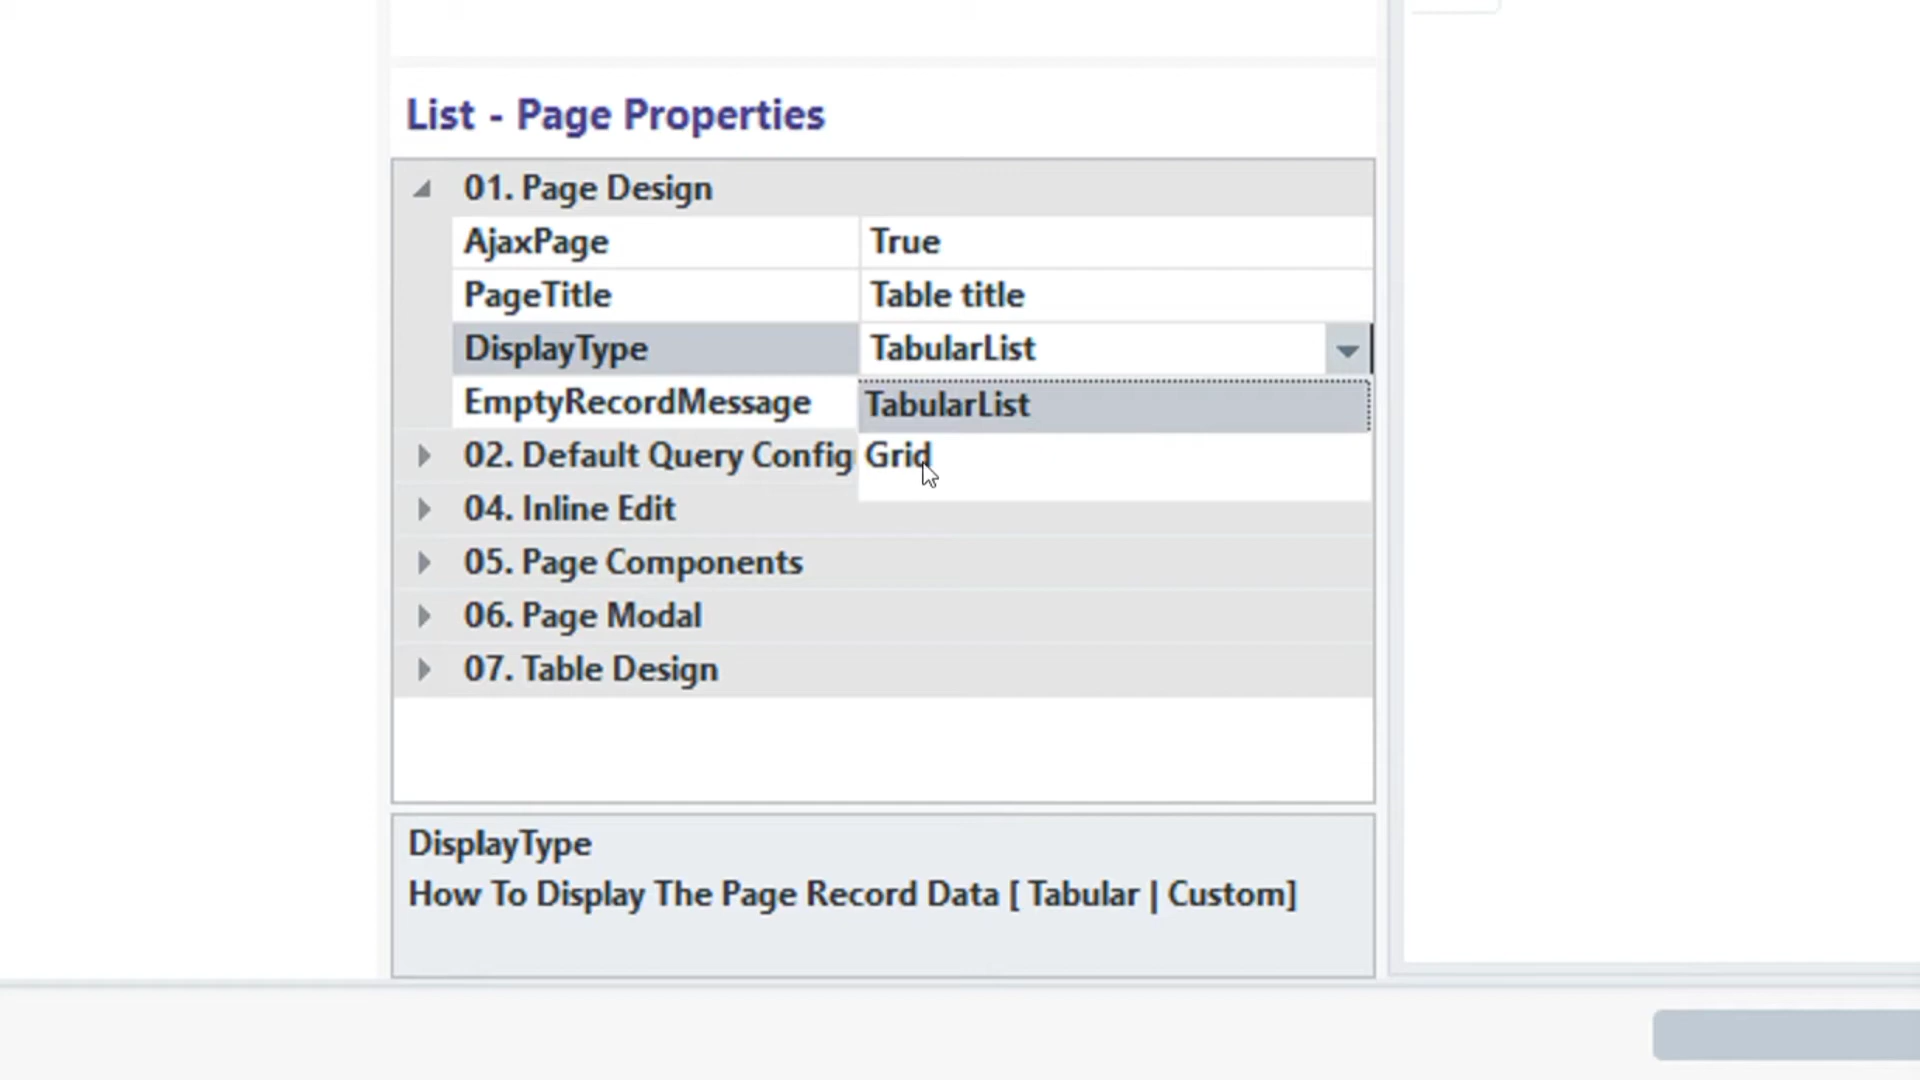 List - Page Properties
01. Page Design
AjaxPage True
PageTitle Table title
DisplayType TabularList
EmptyRecordMessage TabularList
02. Default Query Config Grid
04. Inline Edit
05. Page Components
06. Page Modal
07. Table Design
DisplayType
How To Display The Page Record Data [ Tabular | Custom]